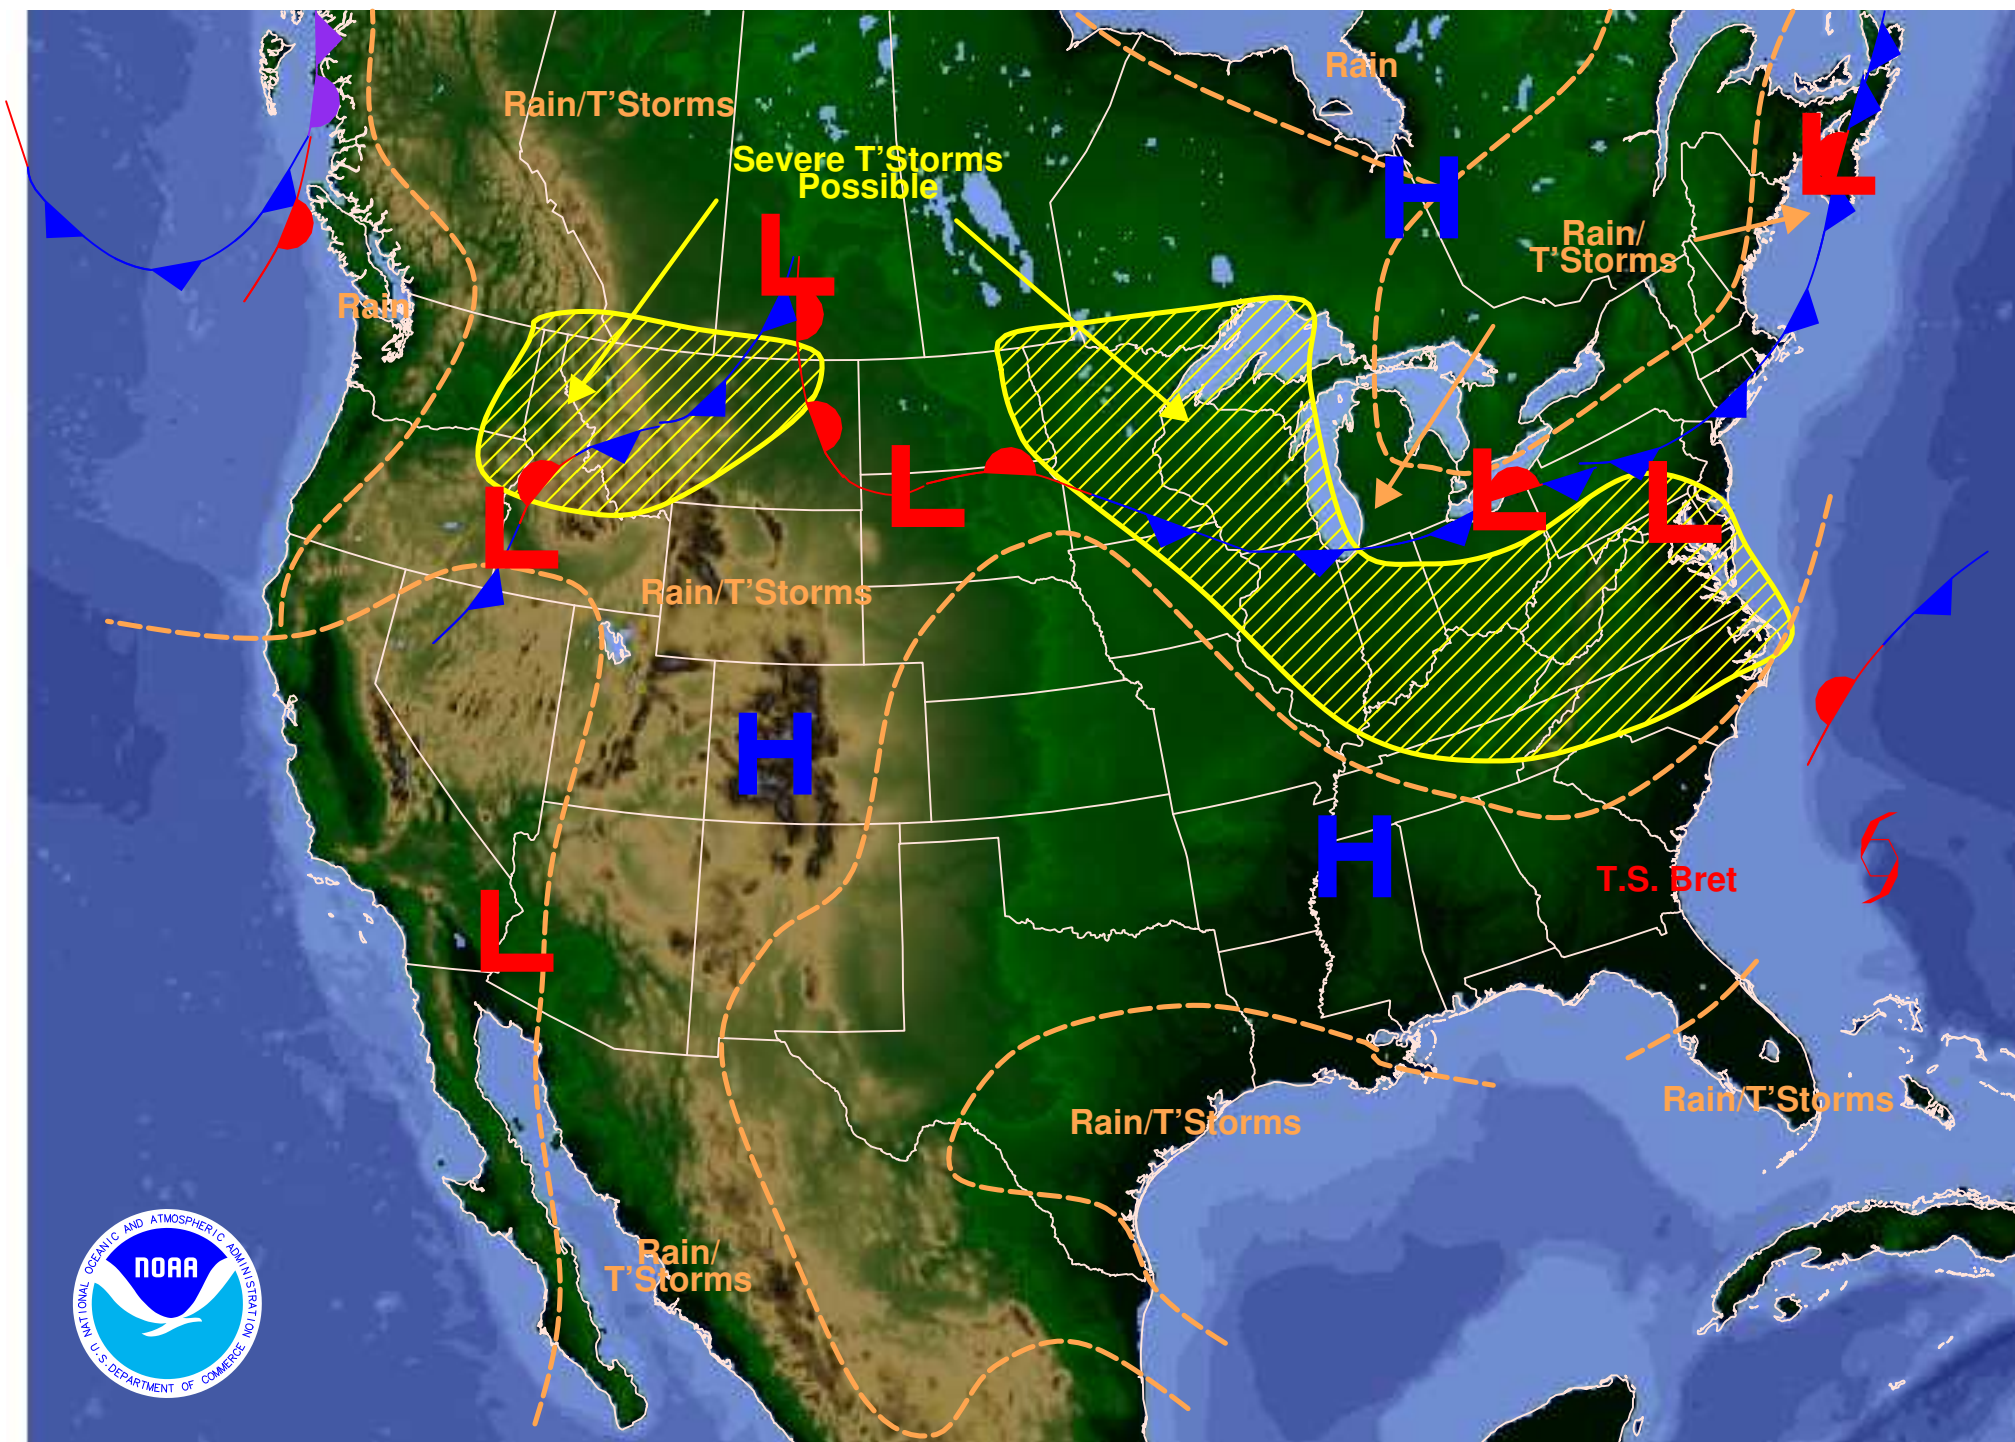 Rain
Rain/T'Storms
Severe T'Storms
Possible
H
L
L
Rain/
T'Storms
Rain
L
L
L
L
Rain/T'Storms
H
H
T.S. Bret
L
Rain/T'Storms
Rain/T'Storms
Rain/
T'Storms
NATIONAL OCEANIC AND ATMOSPHERIC ADMINISTRATION
NOAA
U.S. DEPARTMENT OF COMMERCE